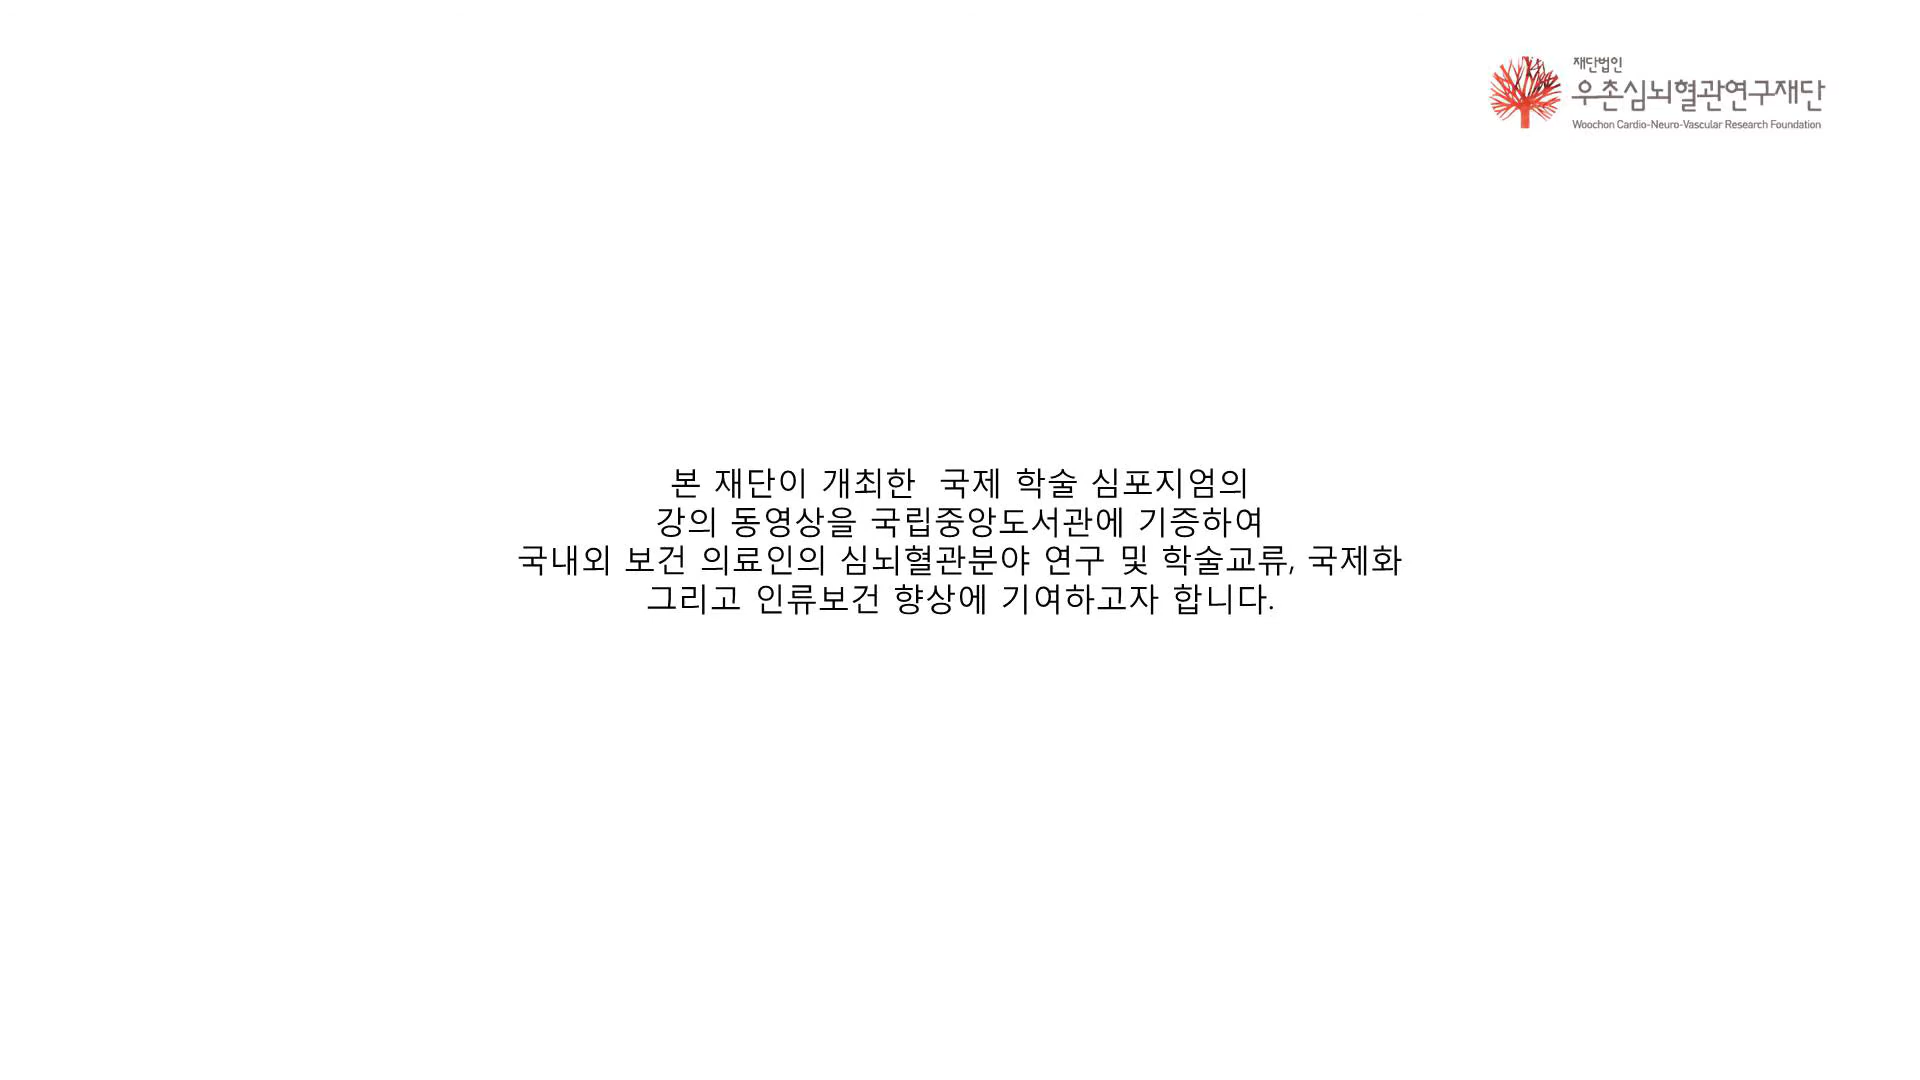 재단법인
우촌심뇌혈관연구재단
Woochon Cardio-Neuro-Vascular Research Foundation
본 재단이 개최한  국제 학술 심포지엄의
강의 동영상을 국립중앙도서관에 기증하여
국내외 보건 의료인의 심뇌혈관분야 연구 및 학술교류, 국제화
그리고 인류보건 향상에 기여하고자 합니다.